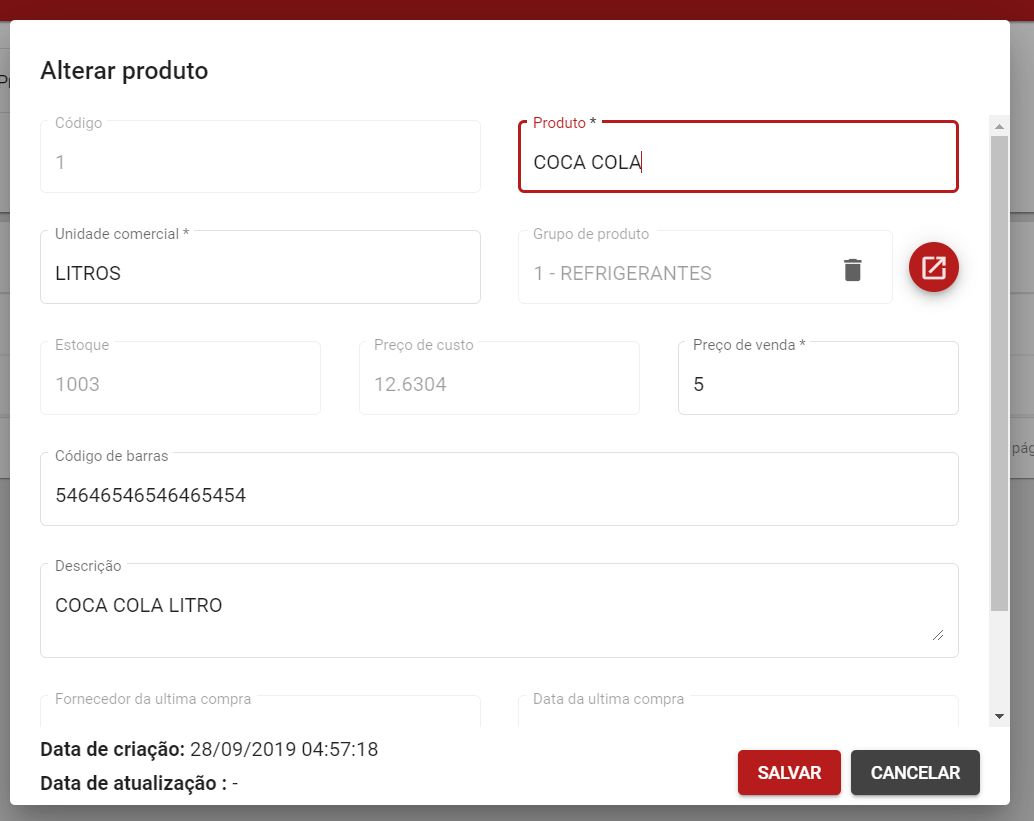 Alterar produto
Código
1
Produto *
COCA COLA
Unidade comercial *
LITROS
Grupo de produto
1 - REFRIGERANTES
Estoque
1003
Preço de custo
12.6304
Preço de venda *
5
Código de barras
54646546546465454
Descrição
COCA COLA LITRO
Fornecedor da ultima compra
Data da ultima compra
Data de criação: 28/09/2019 04:57:18
Data de atualização : -
SALVAR
CANCELAR